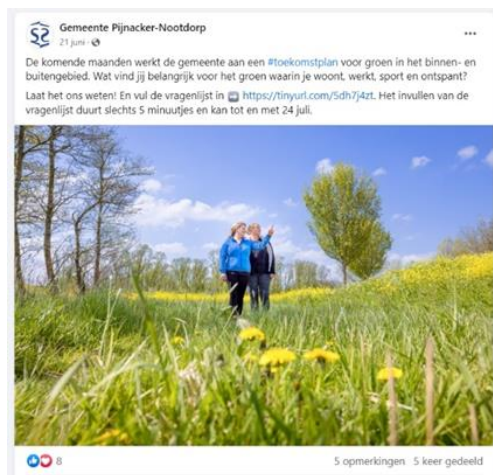 Gemeente Pijnacker-Nootdorp
21 juni ·
De komende maanden werkt de gemeente aan een #toekomstplan voor groen in het binnen- en
buitengebied. Wat vind jij belangrijk voor het groen waarin je woont, werkt, sport en ontspant?
Laat het ons weten! En vul de vragenlijst in ➡ https://tinyurl.com/5dh7j4zt. Het invullen van de
vragenlijst duurt slechts 5 minuutjes en kan tot en met 24 juli.
8
5 opmerkingen 5 keer gedeeld